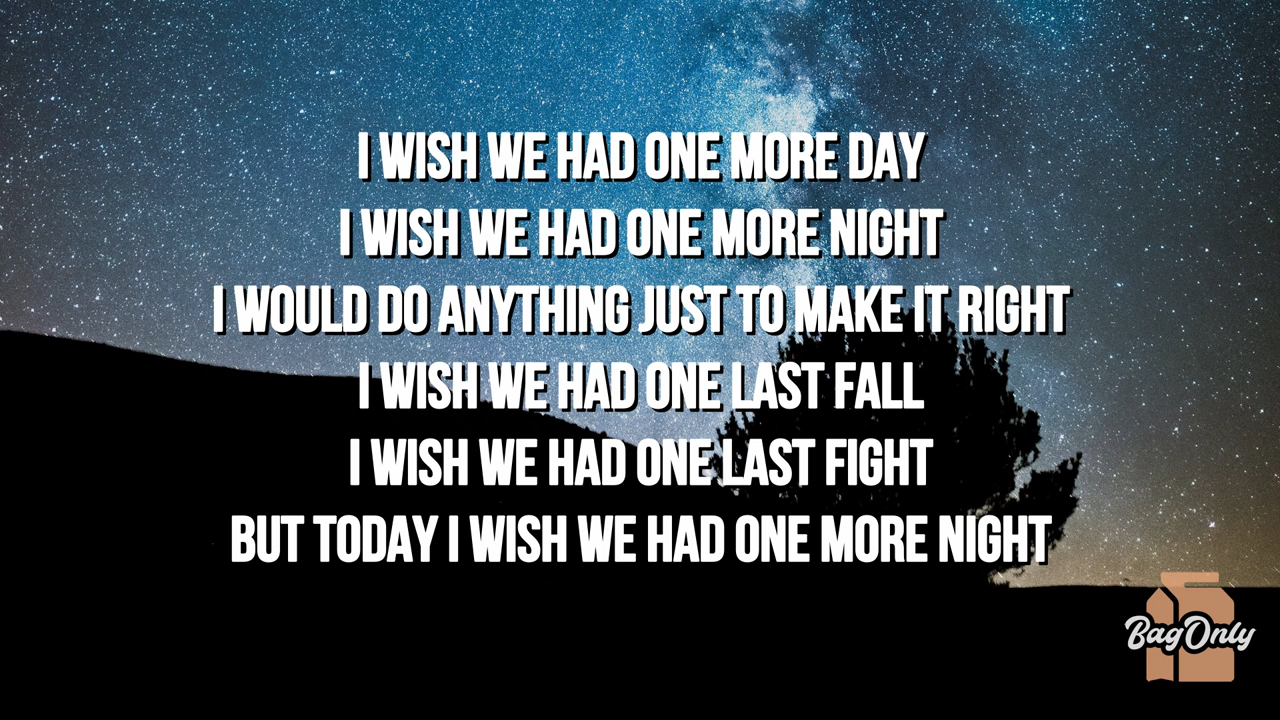 I WISH WE HAD ONE MORE DAY
I WISH WE HAD ONE MORE NIGHT
I WOULD DO ANYTHING JUST TO MAKE IT RIGHT
I WISH WE HAD ONE LAST FALL
I WISH WE HAD ONE LAST FIGHT
BUT TODAY I WISH WE HAD ONE MORE NIGHT
BagOnly